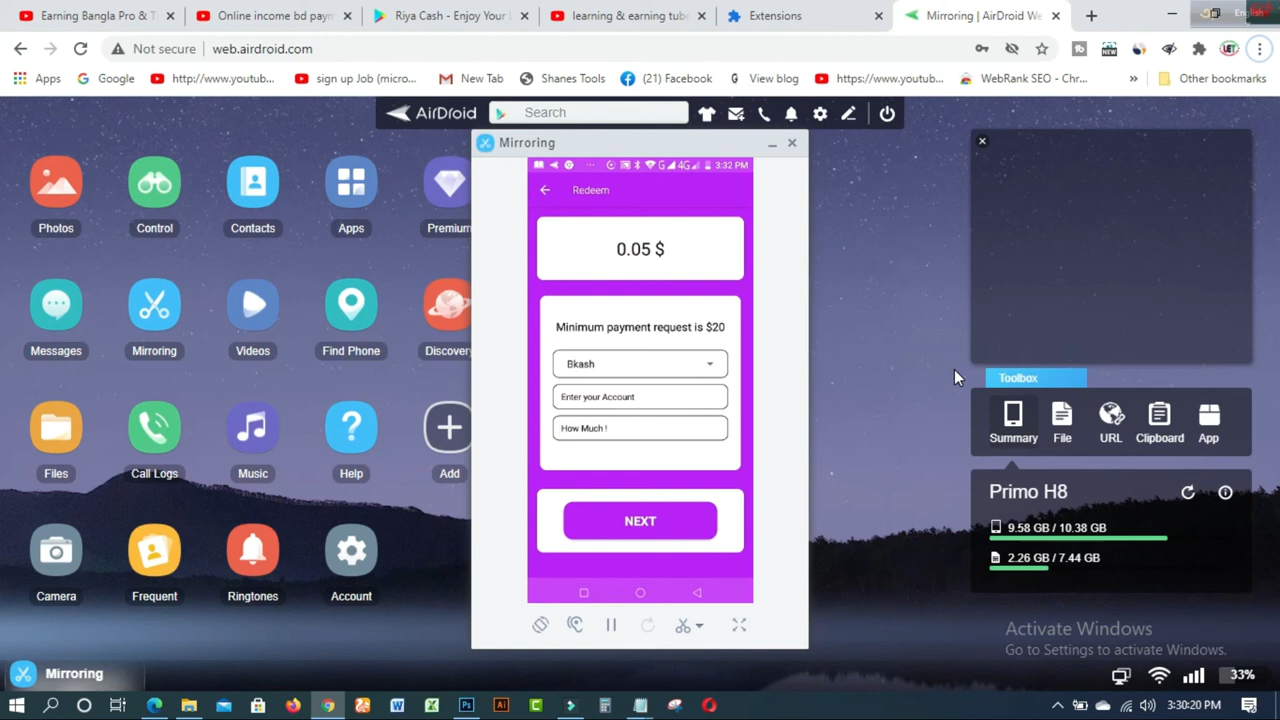 Earning Bangla Pro & T
Online income bd paym
Riya Cash - Enjoy Your
learning & earning tube
Extensions
Mirroring | AirDroid We
English
Not secure
web.airdroid.com
Apps
Google
http://www.youtub...
sign up Job (micro...
New Tab
Shanes Tools
(21) Facebook
View blog
https://www.youtub...
WebRank SEO - Chr...
Other bookmarks
AirDroid
Search
Mirroring
4G
3:32 PM
Redeem
0.05 $
Minimum payment request is $20
Bkash
Enter your Account
How Much !
NEXT
Photos
Control
Contacts
Apps
Premium
Messages
Mirroring
Videos
Find Phone
Discovery
Files
Call Logs
Music
Help
Add
Camera
Frequent
Ringtones
Account
Toolbox
Summary
File
URL
Clipboard
App
Primo H8
9.58 GB / 10.38 GB
2.26 GB / 7.44 GB
Activate Windows
Go to Settings to activate Windows.
Mirroring
33%
3:30:20 PM